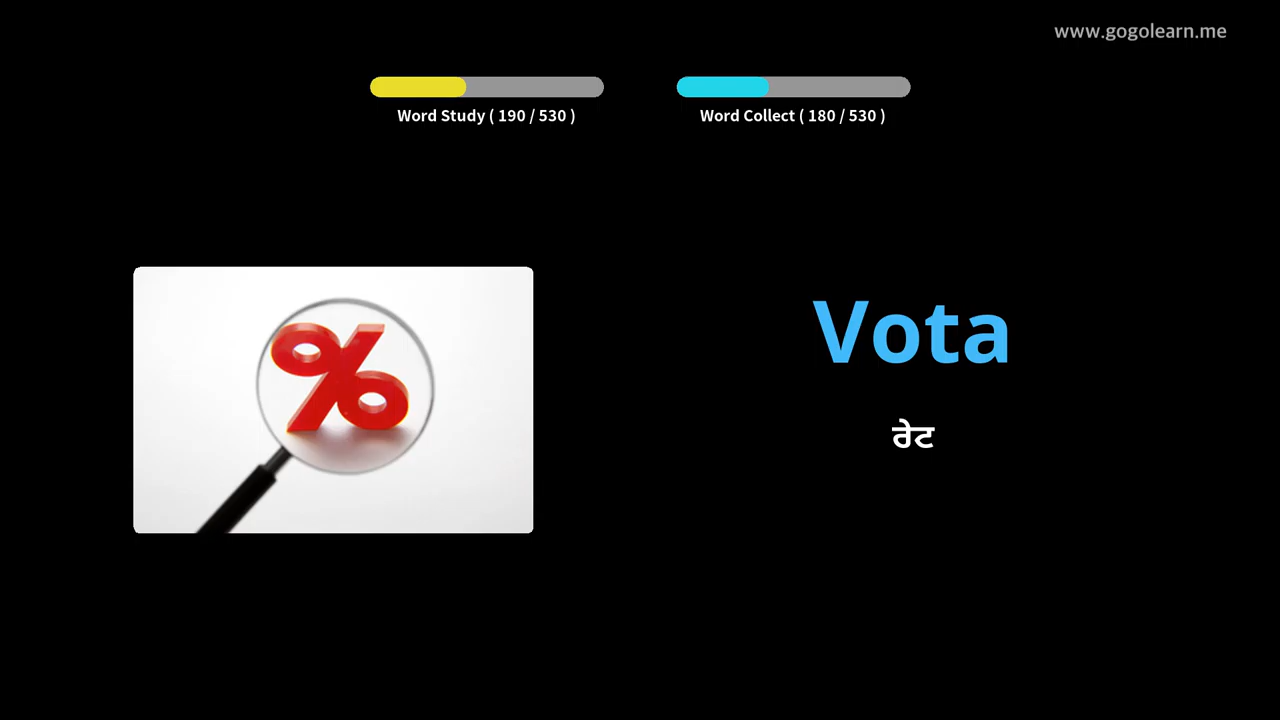 www.gogolearn.me
Word Study ( 190 / 530 )
Word Collect ( 180 / 530 )
%
Vota
ਰੇਟ